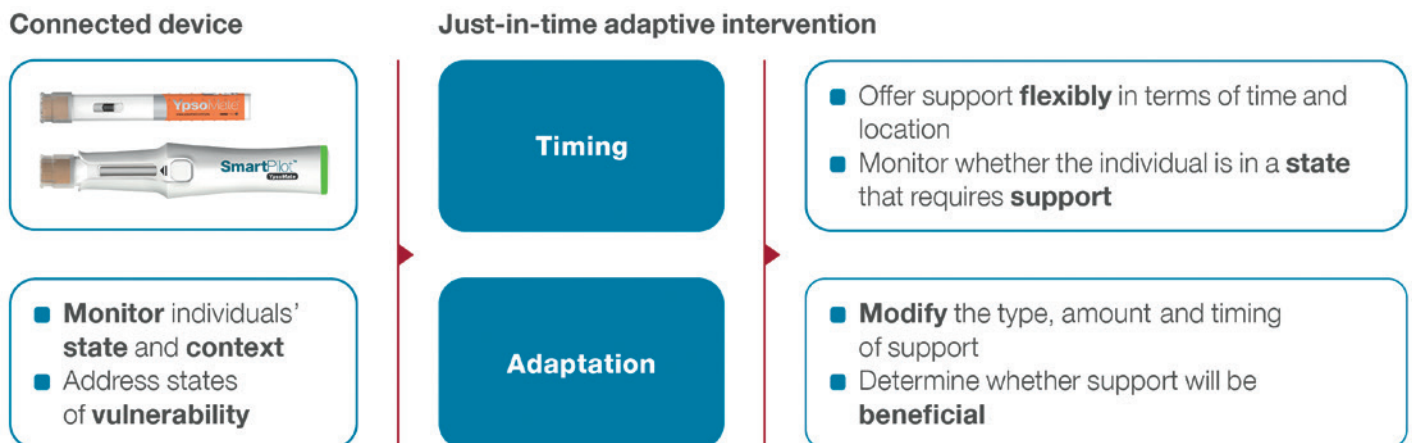 Connected device
Just-in-time adaptive intervention
YpsoMate
SmartPilot™
YpsoMate
Monitor individuals’
state and context
Address states
of vulnerability
Timing
Adaptation
Offer support flexibly in terms of time and
location
Monitor whether the individual is in a state
that requires support
Modify the type, amount and timing
of support
Determine whether support will be
beneficial